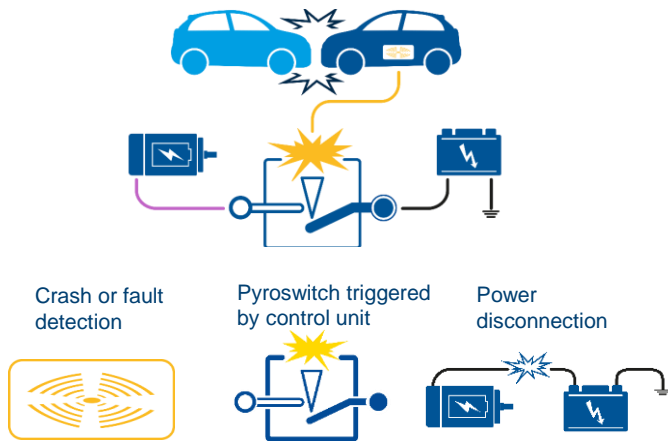 Crash or fault
detection
Pyroswitch triggered
by control unit
Power
disconnection